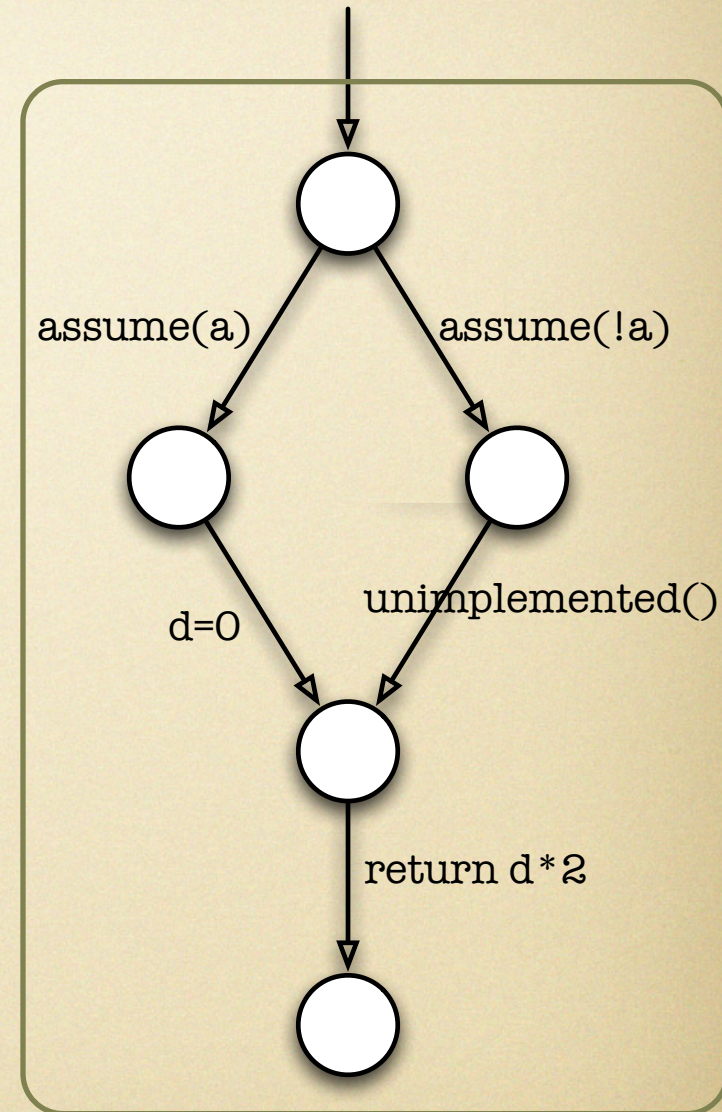 assume(a)
assume(!a)
unimplemented()
d=0
return d*2